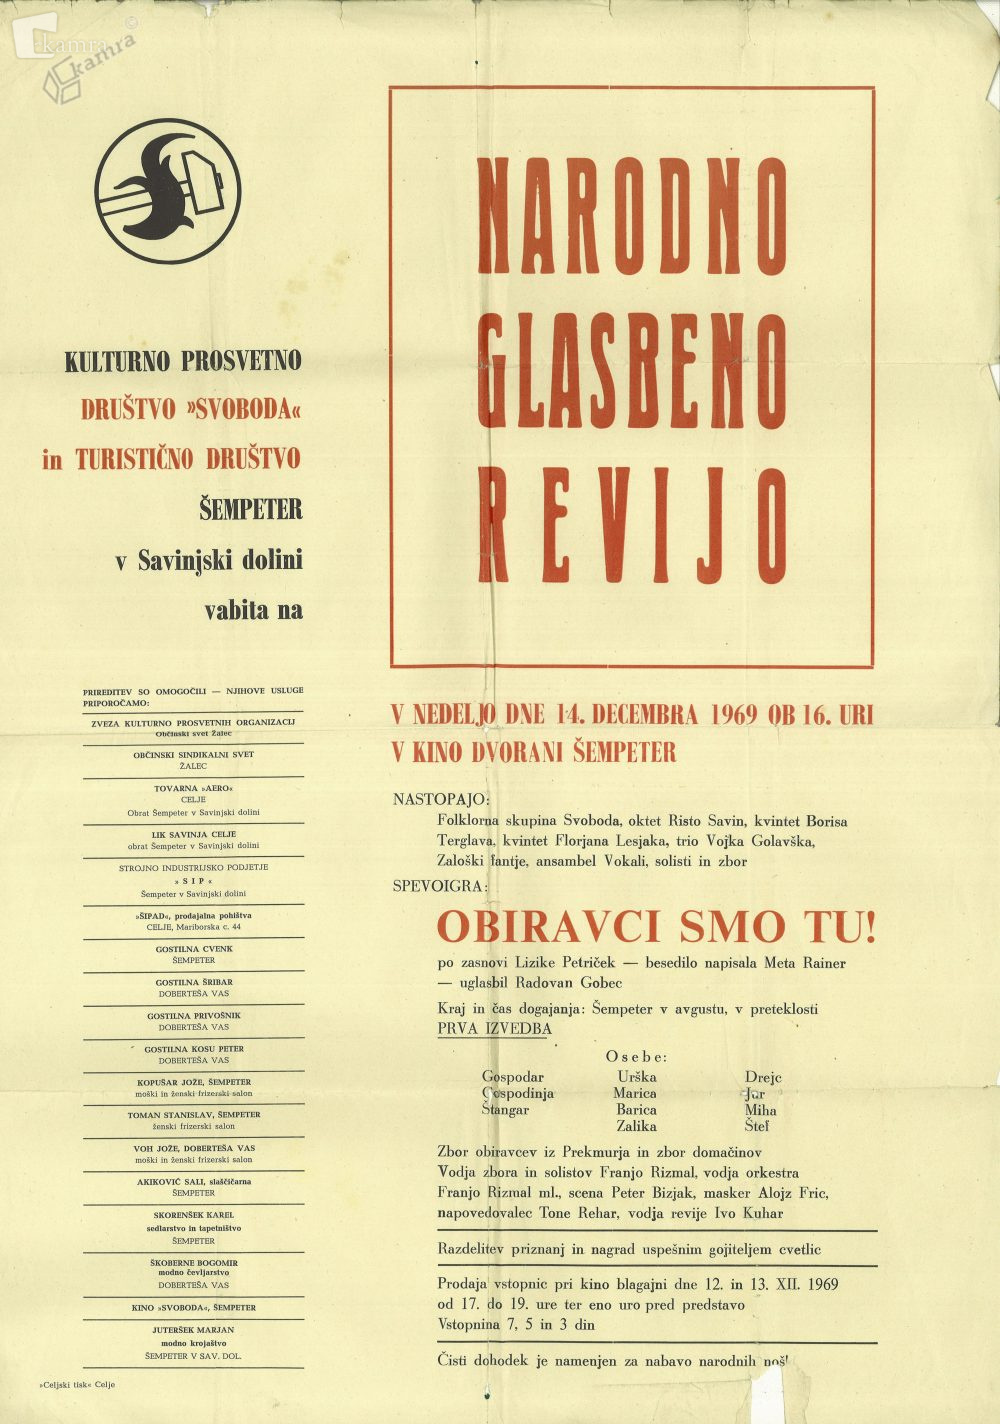 kamra
kamra
©
KULTURNO PROSVETNO
DRUŠTVO »SVOBODA«
in TURISTIČNO DRUŠTVO
ŠEMPETER
v Savinjski dolini
vabita na
NARODNO
GLASBENO
REVIJO
PRIREDITEV SO OMOGOČILI — NJIHOVE USLUGE
PRIPOROČAMO:
ZVEZA KULTURNO PROSVETNIH ORGANIZACIJ
Občinski svet Žalec
OBČINSKI SINDIKALNI SVET
ŽALEC
TOVARNA »AERO«
CELJE
Obrat Šempeter v Savinjski dolini
LIK SAVINJA CELJE
obrat Šempeter v Savinjski dolini
STROJNO INDUSTRIJSKO PODJETJE
» S I P «
Šempeter v Savinjski dolini
»ŠIPAD«, prodajalna pohištva
CELJE, Mariborska c. 44
GOSTILNA CVENK
ŠEMPETER
GOSTILNA ŠRIBAR
DOBERTEŠA VAS
GOSTILNA PRIVOŠNIK
DOBERTEŠA VAS
GOSTILNA KOSU PETER
DOBERTEŠA VAS
KOPUŠAR JOŽE, ŠEMPETER
moški in ženski frizerski salon
TOMAN STANISLAV, ŠEMPETER
ženski frizerski salon
VOH JOŽE, DOBERTEŠA VAS
moški in ženski frizerski salon
AKIKOVIĆ SALI, slaščičarna
ŠEMPETER
SKORENŠEK KAREL
sedlarstvo in tapetništvo
ŠEMPETER
ŠKOBERNE BOGOMIR
modno čevljarstvo
DOBERTEŠA VAS
KINO »SVOBODA«, ŠEMPETER
JUTERŠEK MARJAN
modno krojaštvo
ŠEMPETER V SAV. DOL.
»Celjski tisk« Celje
V NEDELJO DNE 14. DECEMBRA 1969 OB 16. URI
V KINO DVORANI ŠEMPETER
NASTOPAJO:
Folklorna skupina Svoboda, oktet Risto Savin, kvintet Borisa
Terglava, kvintet Florjana Lesjaka, trio Vojka Golavška,
Zaloški fantje, ansambel Vokali, solisti in zbor
SPEVOIGRA:
OBIRAVCI SMO TU!
po zasnovi Lizike Petriček — besedilo napisala Meta Rainer
— uglasbil Radovan Gobec
Kraj in čas dogajanja: Šempeter v avgustu, v preteklosti
PRVA IZVEDBA
Osebe:
Gospodar Urška Drejc
Gospodinja Marica Jur
Štangar Barica Miha
Zalika Štef
Zbor obiravcev iz Prekmurja in zbor domačinov
Vodja zbora in solistov Franjo Rizmal, vodja orkestra
Franjo Rizmal ml., scena Peter Bizjak, masker Alojz Fric,
napovedovalec Tone Rehar, vodja revije Ivo Kuhar
Razdelitev priznanj in nagrad uspešnim gojiteljem cvetlic
Prodaja vstopnic pri kino blagajni dne 12. in 13. XII. 1969
od 17. do 19. ure ter eno uro pred predstavo
Vstopnina 7, 5 in 3 din
Čisti dohodek je namenjen za nabavo narodnih noš!